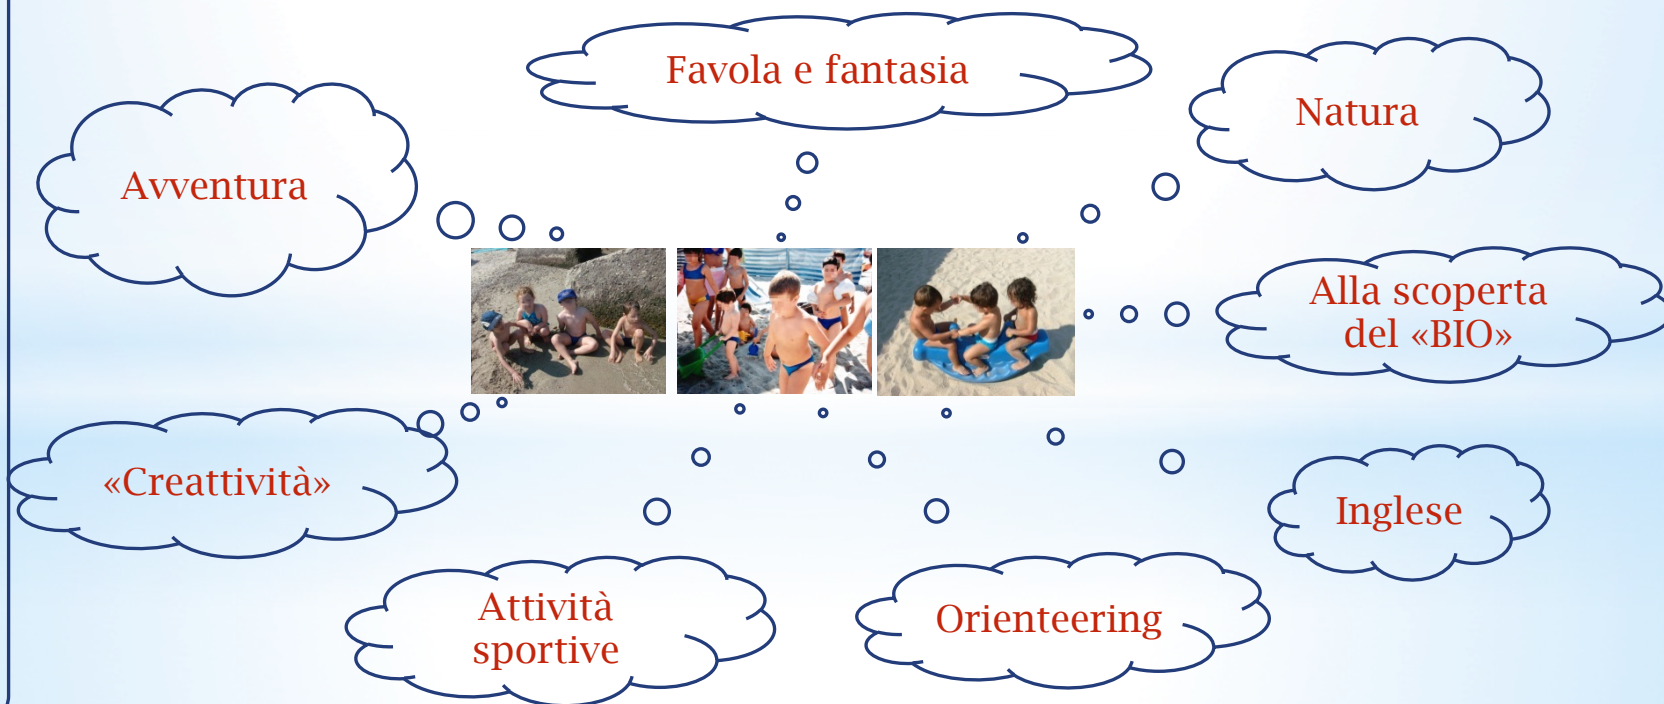 Favola e fantasia
Natura
Avventura
Alla scoperta
del «BIO»
«Creattività»
Inglese
Attività
sportive
Orienteering